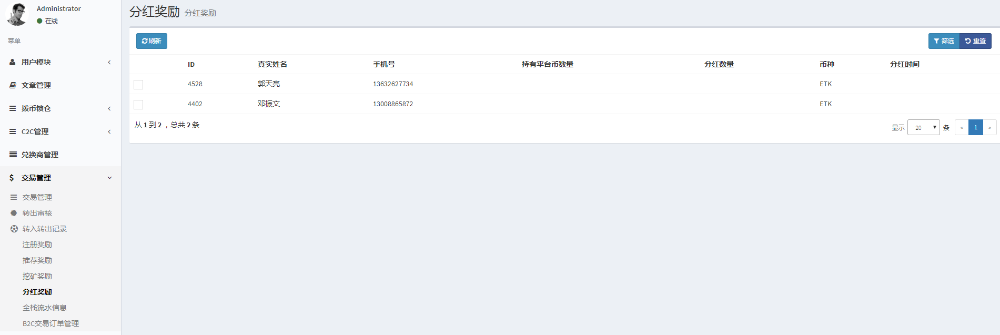 Administrator
在线
菜单
用户模块
文章管理
拨币锁仓
C2C管理
兑换商管理
交易管理
交易管理
转出审核
转入转出记录
注册奖励
推荐奖励
挖矿奖励
分红奖励
全栈流水信息
B2C交易订单管理
分红奖励 分红奖励
刷新 筛选 重置
ID 真实姓名 手机号 持有平台币数量 分红数量 币种 分红时间
4528 郭天亮 13632627734 ETK
4402 邓振文 13008865872 ETK
从 1 到 2 ，总共 2 条
显示 20 条 « 1 »